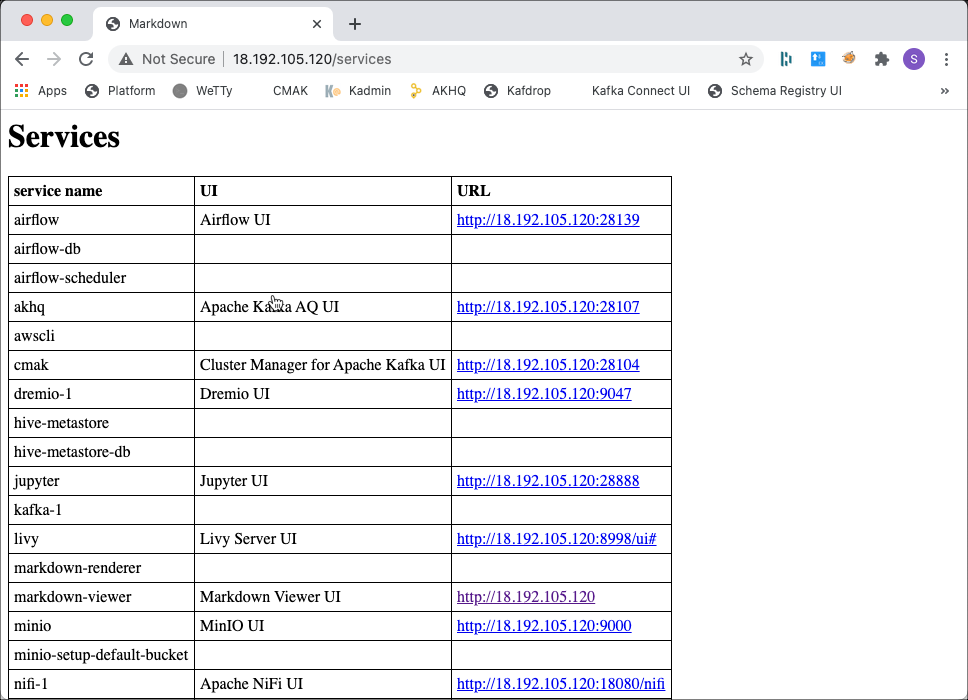 Markdown
Not Secure 18.192.105.120/services
S
Apps Platform WeTTy CMAK Kadmin AKHQ Kafdrop Kafka Connect UI Schema Registry UI »
Services
service name UI URL
airflow Airflow UI http://18.192.105.120:28139
airflow-db
airflow-scheduler
akhq Apache Kafka AQ UI http://18.192.105.120:28107
awscli
cmak Cluster Manager for Apache Kafka UI http://18.192.105.120:28104
dremio-1 Dremio UI http://18.192.105.120:9047
hive-metastore
hive-metastore-db
jupyter Jupyter UI http://18.192.105.120:28888
kafka-1
livy Livy Server UI http://18.192.105.120:8998/ui#
markdown-renderer
markdown-viewer Markdown Viewer UI http://18.192.105.120
minio MinIO UI http://18.192.105.120:9000
minio-setup-default-bucket
nifi-1 Apache NiFi UI http://18.192.105.120:18080/nifi